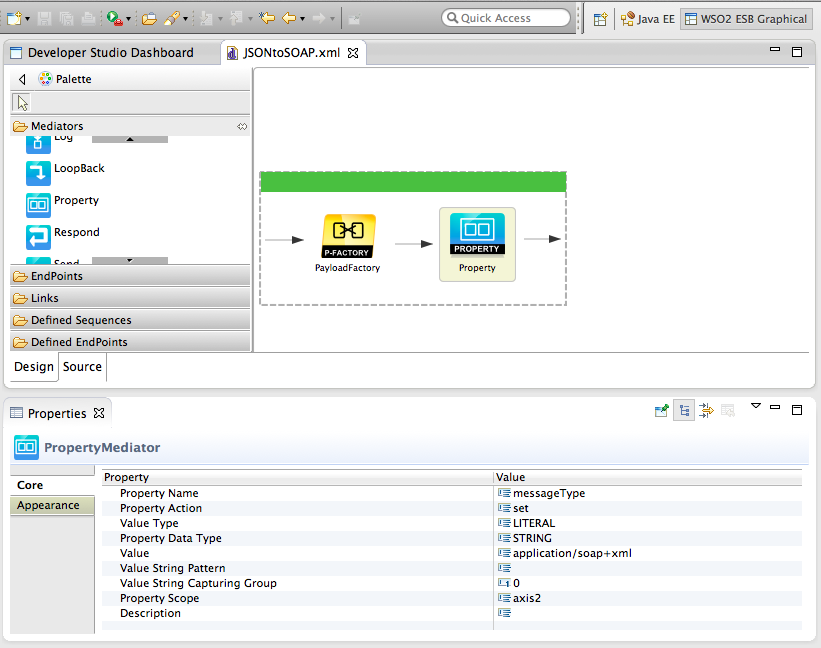 Quick Access
Java EE
WSO2 ESB Graphical
Developer Studio Dashboard
JSONtoSOAP.xml
Palette
Mediators
Log
LoopBack
Property
Respond
Send
EndPoints
Links
Defined Sequences
Defined EndPoints
P-FACTORY
PayloadFactory
PROPERTY
Property
Design
Source
Properties
PropertyMediator
Core
Appearance
Property Value
Property Name messageType
Property Action set
Value Type LITERAL
Property Data Type STRING
Value application/soap+xml
Value String Pattern
Value String Capturing Group 0
Property Scope axis2
Description